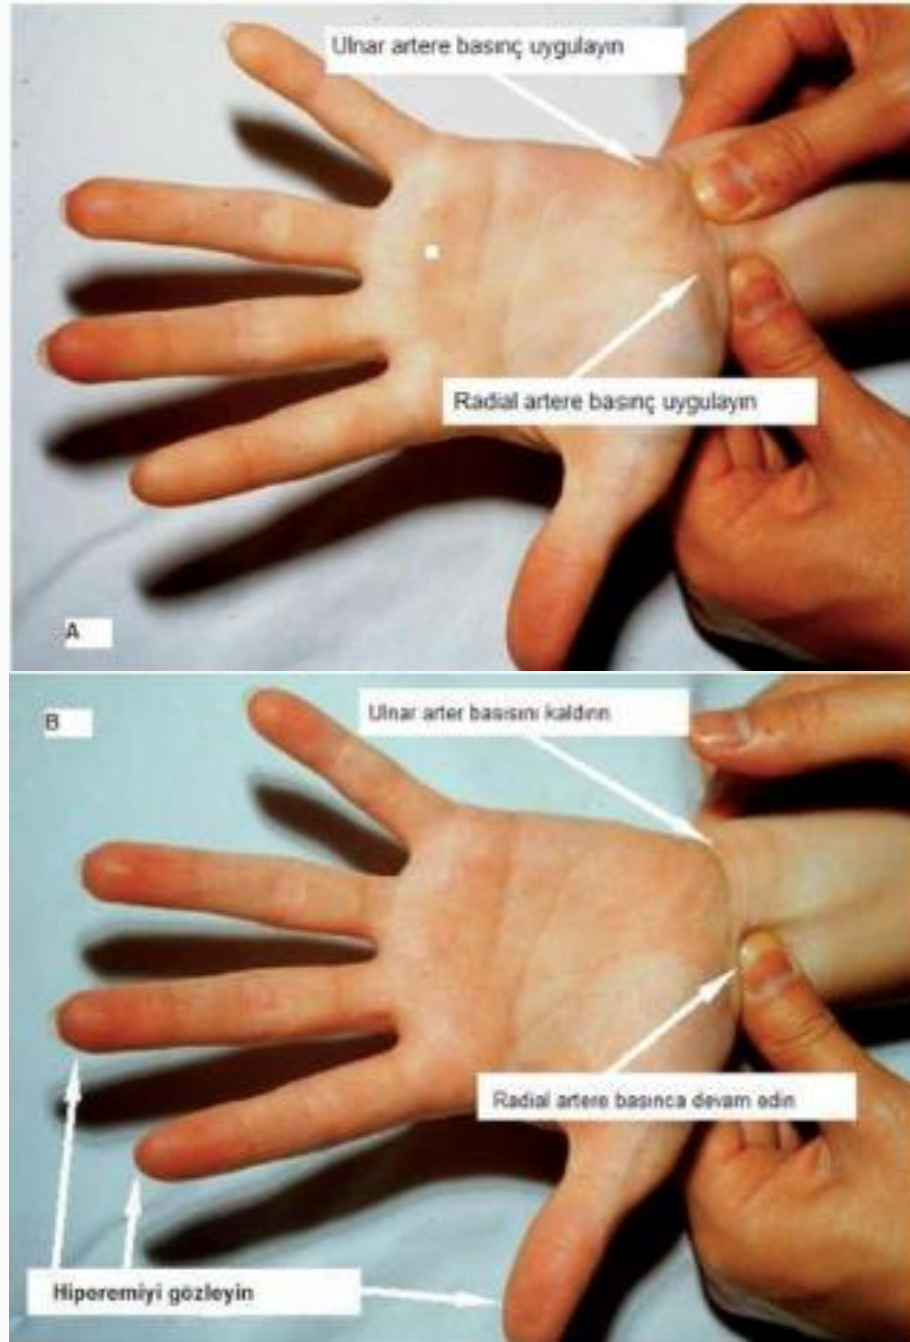 Ulnar artere basınç uygulayın
Radial artere basınç uygulayın
A
B
Ulnar arter basısını kaldırın
Radial artere basınca devam edin
Hiperemiyi gözleyin